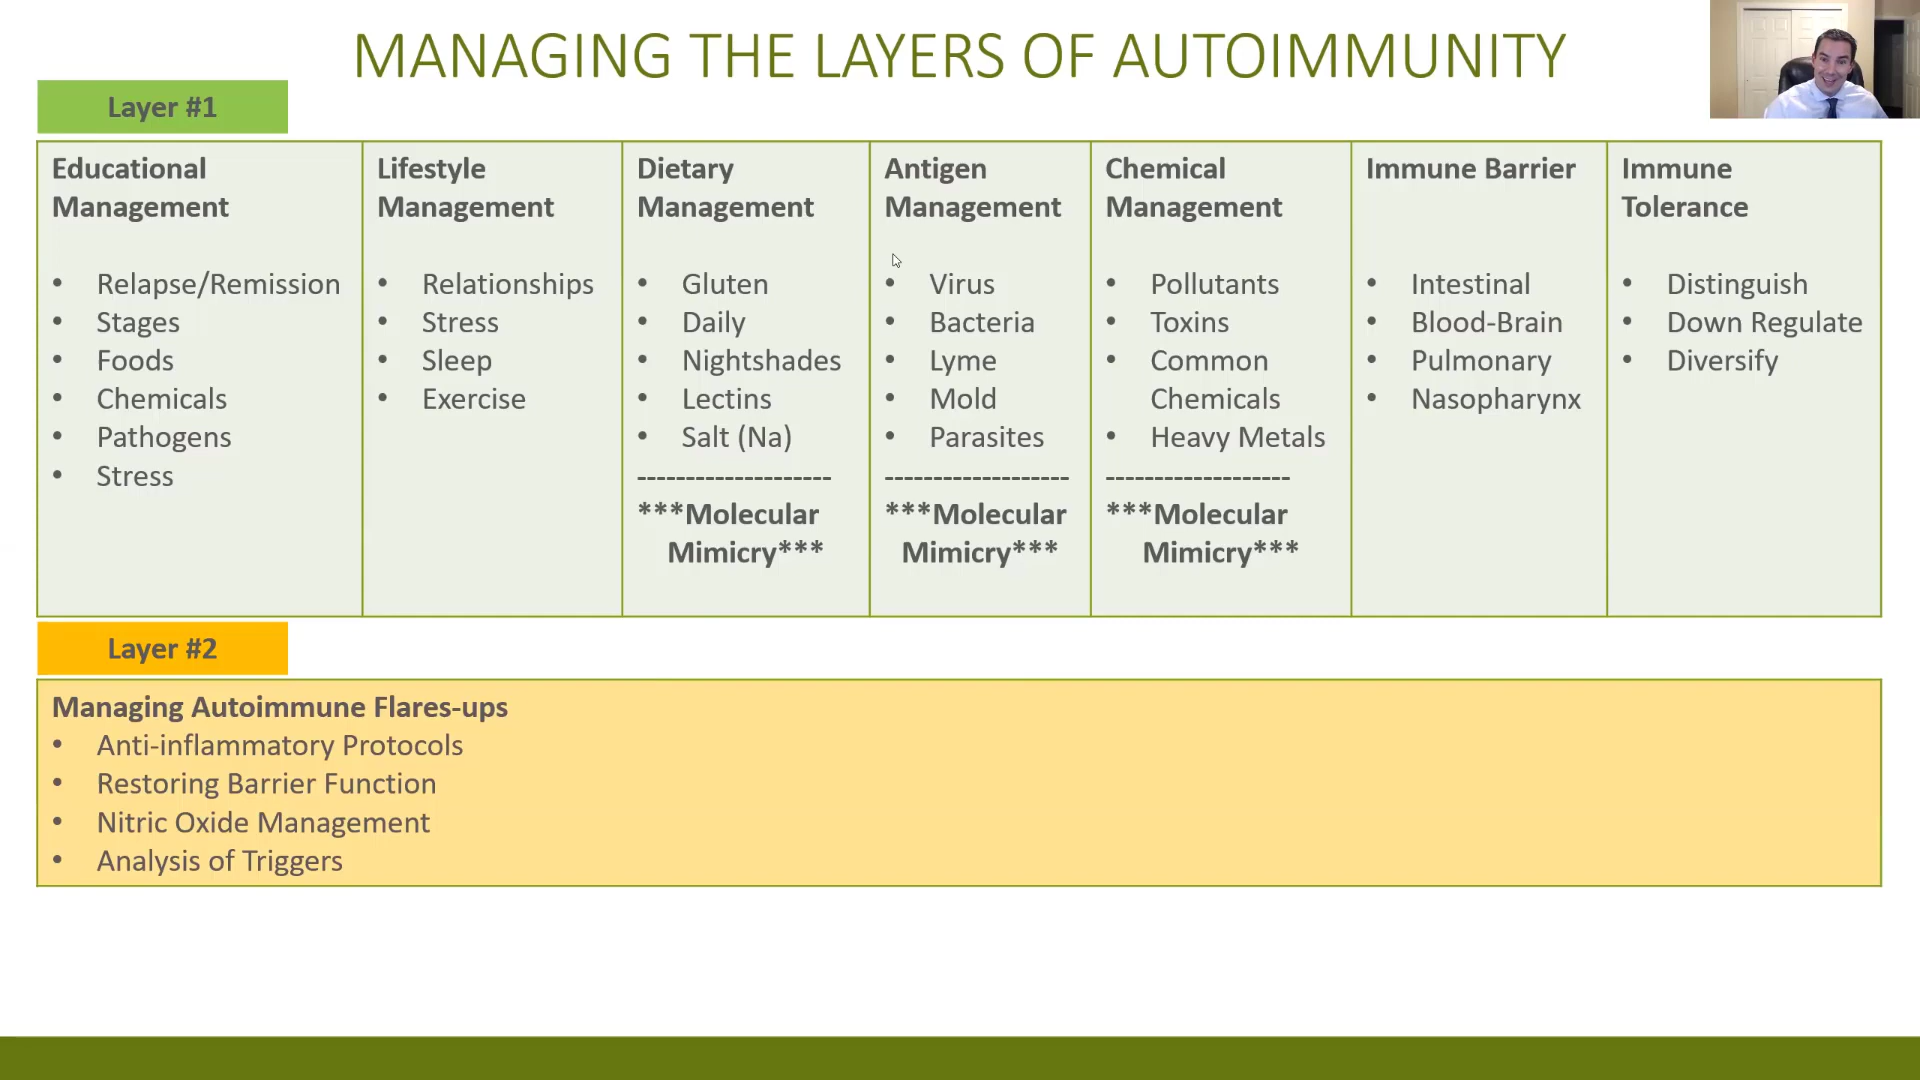 MANAGING THE LAYERS OF AUTOIMMUNITY
Layer #1
Educational
Management
• Relapse/Remission
• Stages
• Foods
• Chemicals
• Pathogens
• Stress
Lifestyle
Management
• Relationships
• Stress
• Sleep
• Exercise
Dietary
Management
• Gluten
• Daily
• Nightshades
• Lectins
• Salt (Na)
--------------------
***Molecular
Mimicry***
Antigen
Management
• Virus
• Bacteria
• Lyme
• Mold
• Parasites
-------------------
***Molecular
Mimicry***
Chemical
Management
• Pollutants
• Toxins
• Common
Chemicals
• Heavy Metals
-------------------
***Molecular
Mimicry***
Immune Barrier
• Intestinal
• Blood-Brain
• Pulmonary
• Nasopharynx
Immune
Tolerance
• Distinguish
• Down Regulate
• Diversify
Layer #2
Managing Autoimmune Flares-ups
• Anti-inflammatory Protocols
• Restoring Barrier Function
• Nitric Oxide Management
• Analysis of Triggers